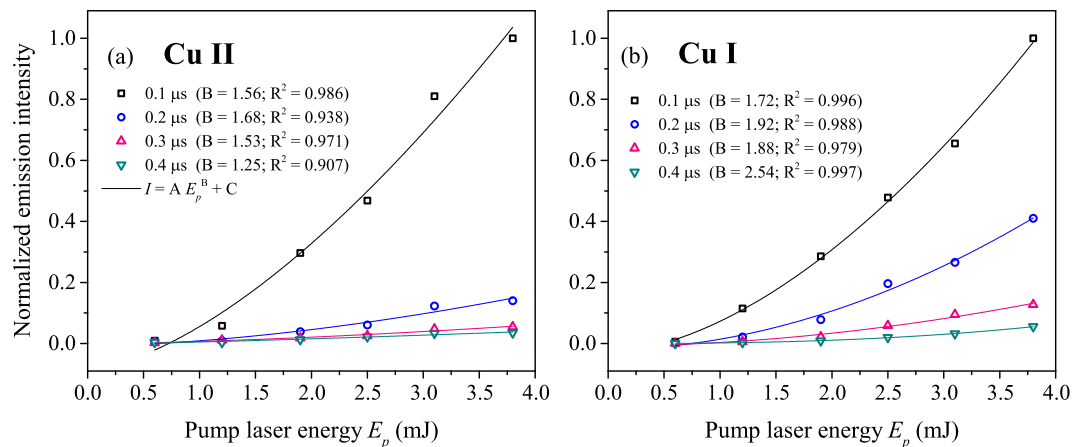 Normalized emission intensity
1.0
0.8
0.6
0.4
0.2
0.0
(a) Cu II
0.1 μs (B = 1.56; R² = 0.986)
0.2 μs (B = 1.68; R² = 0.938)
0.3 μs (B = 1.53; R² = 0.971)
0.4 μs (B = 1.25; R² = 0.907)
I = A E_p^B + C
0.0 0.5 1.0 1.5 2.0 2.5 3.0 3.5 4.0
Pump laser energy E_p (mJ)
1.0
0.8
0.6
0.4
0.2
0.0
(b) Cu I
0.1 μs (B = 1.72; R² = 0.996)
0.2 μs (B = 1.92; R² = 0.988)
0.3 μs (B = 1.88; R² = 0.979)
0.4 μs (B = 2.54; R² = 0.997)
0.0 0.5 1.0 1.5 2.0 2.5 3.0 3.5 4.0
Pump laser energy E_p (mJ)